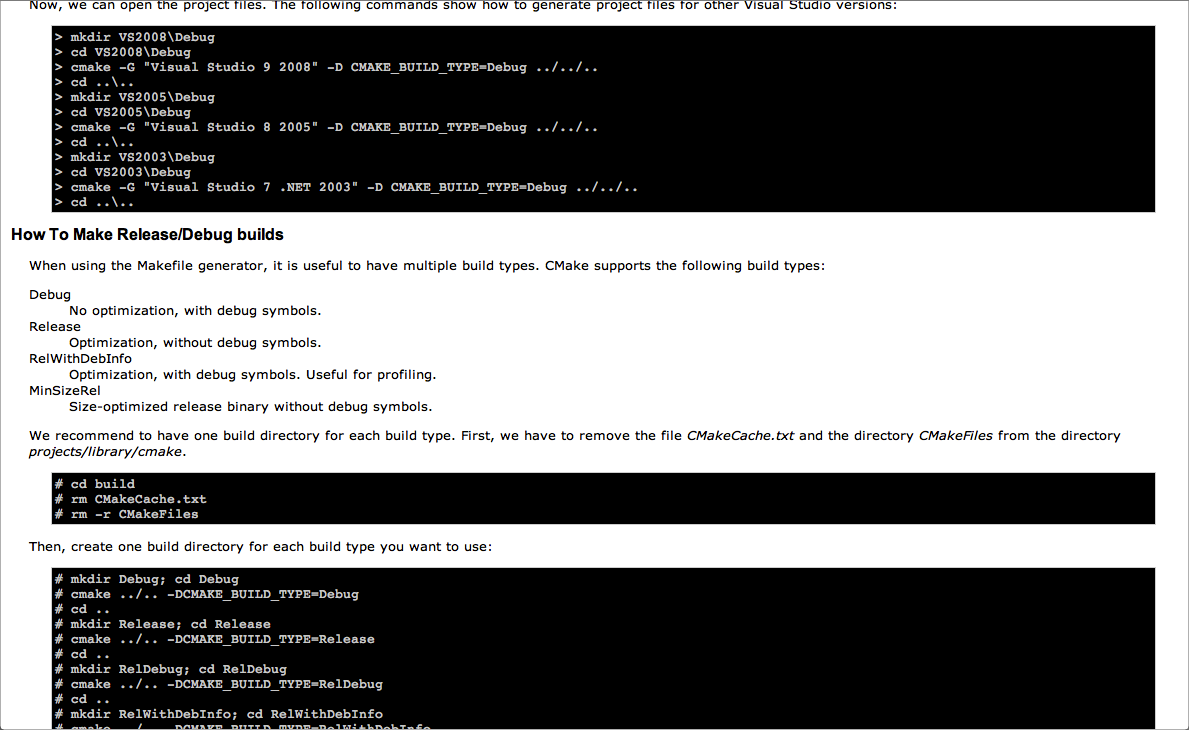 Now, we can open the project files. The following commands show how to generate project files for other Visual Studio versions:
> mkdir VS2008\Debug
> cd VS2008\Debug
> cmake -G "Visual Studio 9 2008" -D CMAKE_BUILD_TYPE=Debug ../../..
> cd ..\..
> mkdir VS2005\Debug
> cd VS2005\Debug
> cmake -G "Visual Studio 8 2005" -D CMAKE_BUILD_TYPE=Debug ../../..
> cd ..\..
> mkdir VS2003\Debug
> cd VS2003\Debug
> cmake -G "Visual Studio 7 .NET 2003" -D CMAKE_BUILD_TYPE=Debug ../../..
> cd ..\..
How To Make Release/Debug builds
When using the Makefile generator, it is useful to have multiple build types. CMake supports the following build types:
Debug
No optimization, with debug symbols.
Release
Optimization, without debug symbols.
RelWithDebInfo
Optimization, with debug symbols. Useful for profiling.
MinSizeRel
Size-optimized release binary without debug symbols.
We recommend to have one build directory for each build type. First, we have to remove the file CMakeCache.txt and the directory CMakeFiles from the directory
projects/library/cmake.
# cd build
# rm CMakeCache.txt
# rm -r CMakeFiles
Then, create one build directory for each build type you want to use:
# mkdir Debug; cd Debug
# cmake ../.. -DCMAKE_BUILD_TYPE=Debug
# cd ..
# mkdir Release; cd Release
# cmake ../.. -DCMAKE_BUILD_TYPE=Release
# cd ..
# mkdir RelDebug; cd RelDebug
# cmake ../.. -DCMAKE_BUILD_TYPE=RelDebug
# cd ..
# mkdir RelWithDebInfo; cd RelWithDebInfo
# cmake ../.. -DCMAKE_BUILD_TYPE=RelWithDebInfo